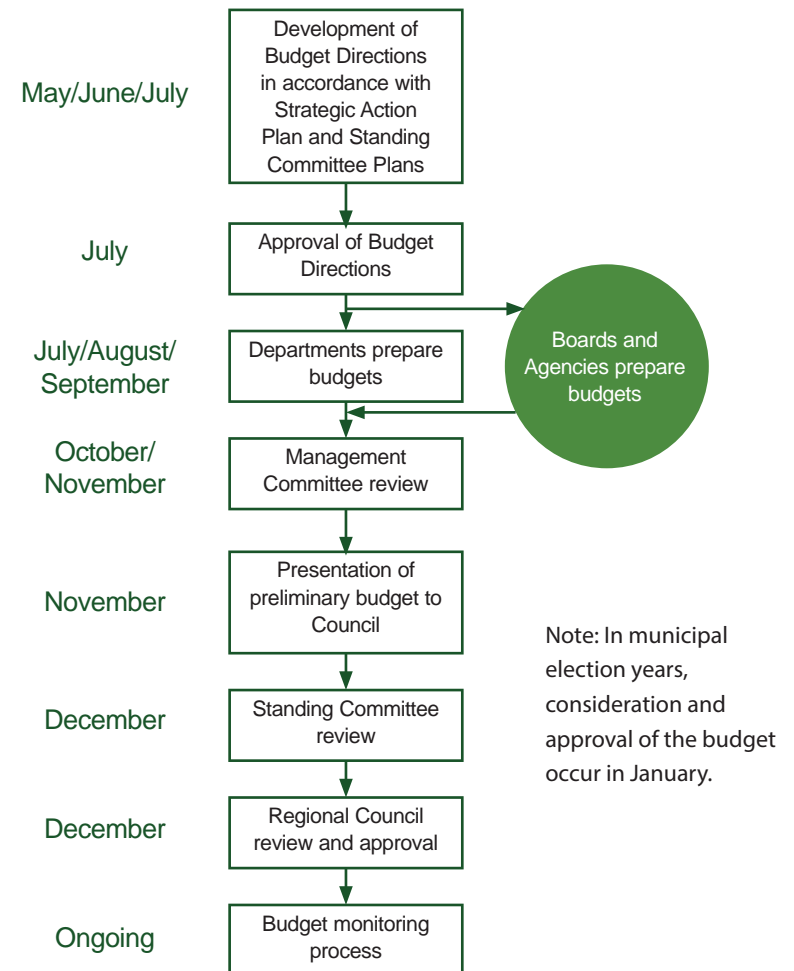 May/June/July
Development of
Budget Directions
in accordance with
Strategic Action
Plan and Standing
Committee Plans
July
Approval of Budget
Directions
July/August/
September
Departments prepare
budgets
Boards and
Agencies prepare
budgets
October/
November
Management
Committee review
November
Presentation of
preliminary budget to
Council
Note: In municipal
election years,
consideration and
approval of the budget
occur in January.
December
Standing Committee
review
December
Regional Council
review and approval
Ongoing
Budget monitoring
process